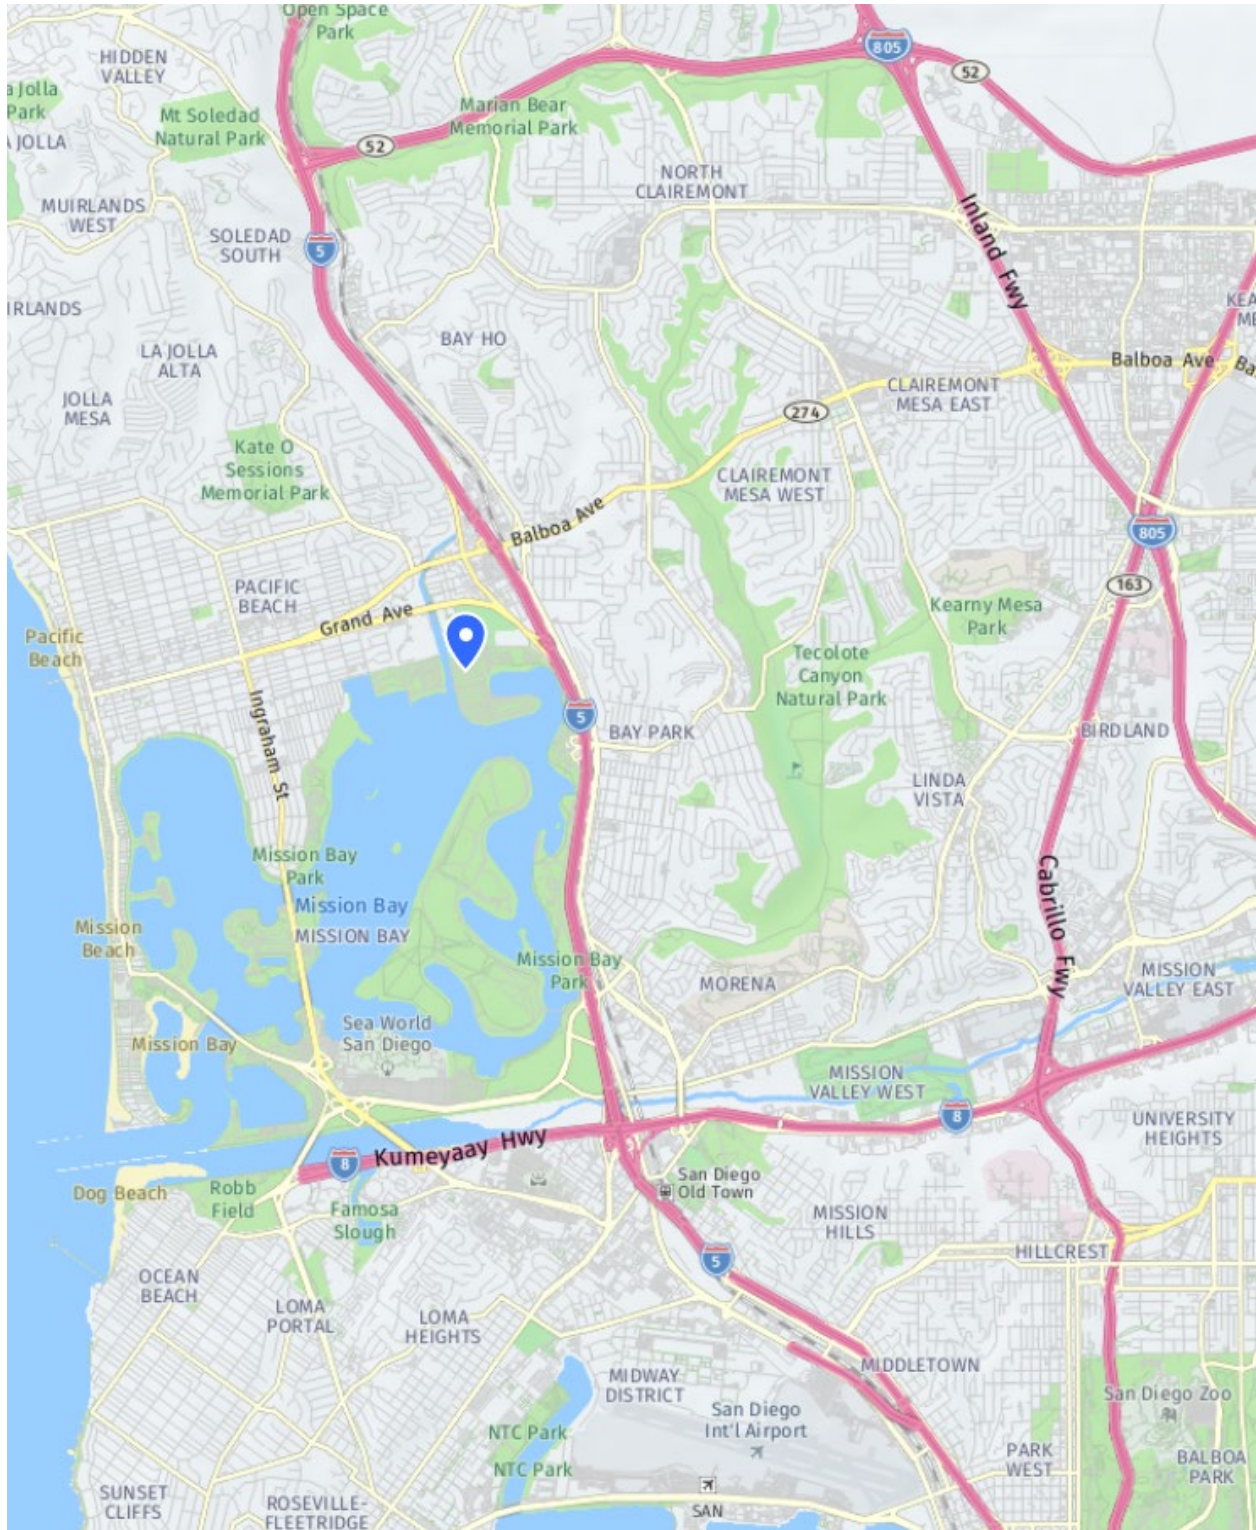 Open Space
Park
HIDDEN
VALLEY
805
52
a Jolla
Park
A JOLLA
Mt Soledad
Natural Park
Marian Bear
Memorial Park
52
NORTH
CLAIREMONT
MUIRLANDS
WEST
SOLEDAD
SOUTH
5
Inland Fwy
IRLANDS
KEA
ME
LA JOLLA
ALTA
BAY HO
Balboa Ave
Ba
JOLLA
MESA
CLAIREMONT
MESA EAST
274
Kate O
Sessions
Memorial Park
CLAIREMONT
MESA WEST
Balboa Ave
805
163
PACIFIC
BEACH
Grand Ave
Kearny Mesa
Park
Pacific
Beach
Tecolote
Canyon
Natural Park
Ingraham St
5
BAY PARK
BIRDLAND
LINDA
VISTA
Mission Bay
Park
Cabrillo Fwy
Mission Bay
MISSION BAY
Mission
Beach
Mission Bay
Park
MORENA
MISSION
VALLEY EAST
Sea World
San Diego
Mission Bay
MISSION
VALLEY WEST
8
UNIVERSITY
HEIGHTS
Kumeyaay Hwy
8
Dog Beach
Robb
Field
Famosa
Slough
San Diego
Old Town
MISSION
HILLS
HILLCREST
5
OCEAN
BEACH
LOMA
PORTAL
LOMA
HEIGHTS
MIDDLETOWN
MIDWAY
DISTRICT
San Diego Zoo
San Diego
Int'l Airport
NTC Park
NTC Park
PARK
WEST
BALBOA
PARK
SUNSET
CLIFFS
ROSEVILLE-
FLEETRIDGE
SAN